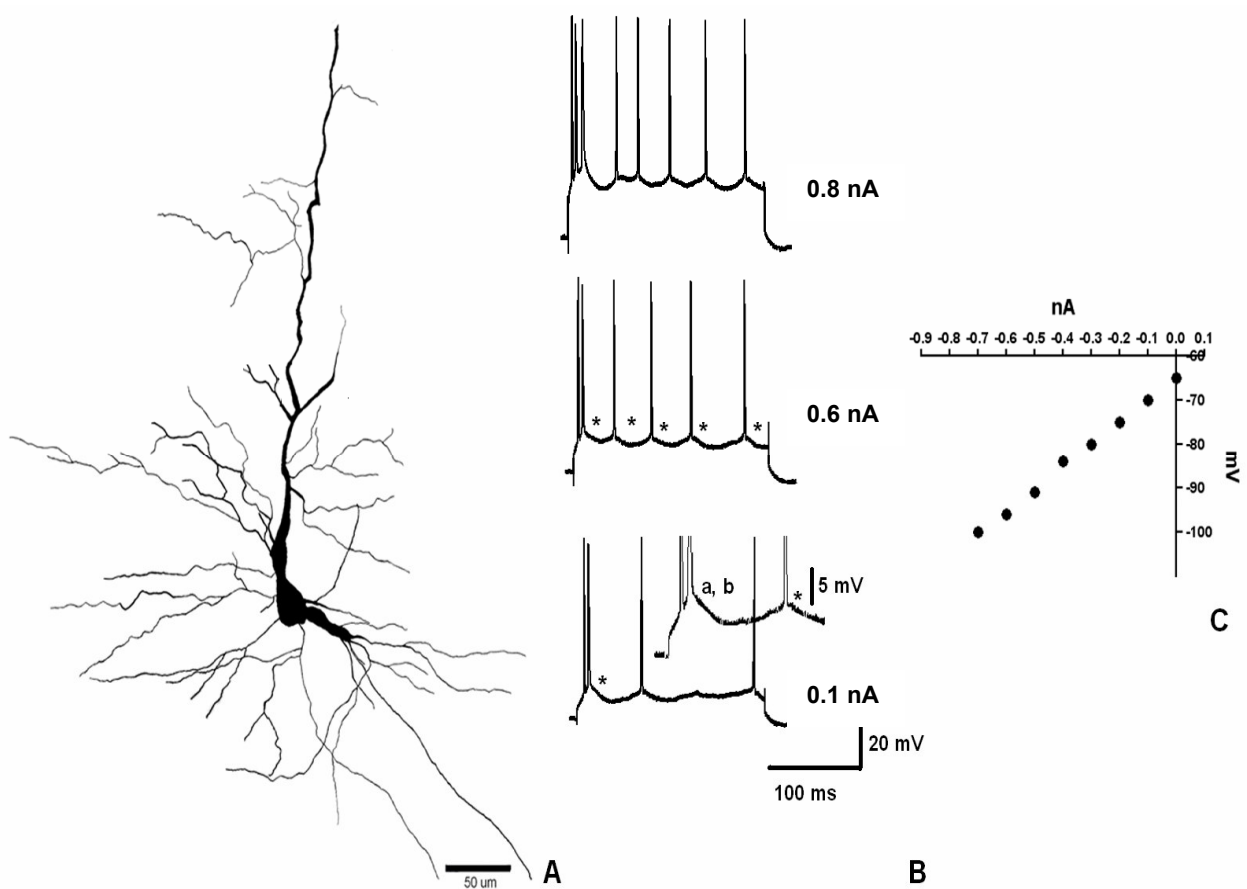 0.8 nA
*
*
*
*
*
0.6 nA
a, b
*
5 mV
*
0.1 nA
20 mV
100 ms
50 um
A
B
nA
-0.9 -0.8 -0.7 -0.6 -0.5 -0.4 -0.3 -0.2 -0.1 0.0 0.1
-60
-70
-80
-90
-100
mV
C